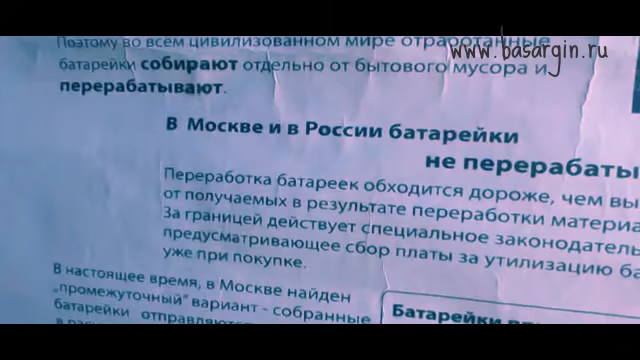 www.basargin.ru
Поэтому во всем цивилизованном мире отработанные
батарейки собирают отдельно от бытового мусора и
перерабатывают.
В Москве и в России батарейки
не перерабаты
Переработка батареек обходится дороже, чем вы
от получаемых в результате переработки материа
За границей действует специальное законодатель
предусматривающее сбор платы за утилизацию ба
уже при покупке.
В настоящее время, в Москве найден
„промежуточный" вариант - собранные
батарейки отправляются
Батарейки